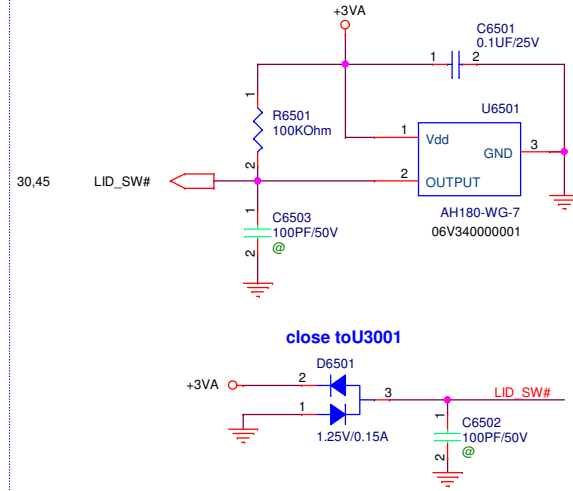 +3VA
C6501
0.1UF/25V
1 2
U6501
1
R6501
100KOhm
2
1 Vdd
GND 3
30,45 LID_SW#
2 OUTPUT
AH180-WG-7
06V340000001
1
C6503
100PF/50V
2
@
close toU3001
D6501
+3VA 2
3
LID_SW#
1
1.25V/0.15A
1
C6502
100PF/50V
2
@